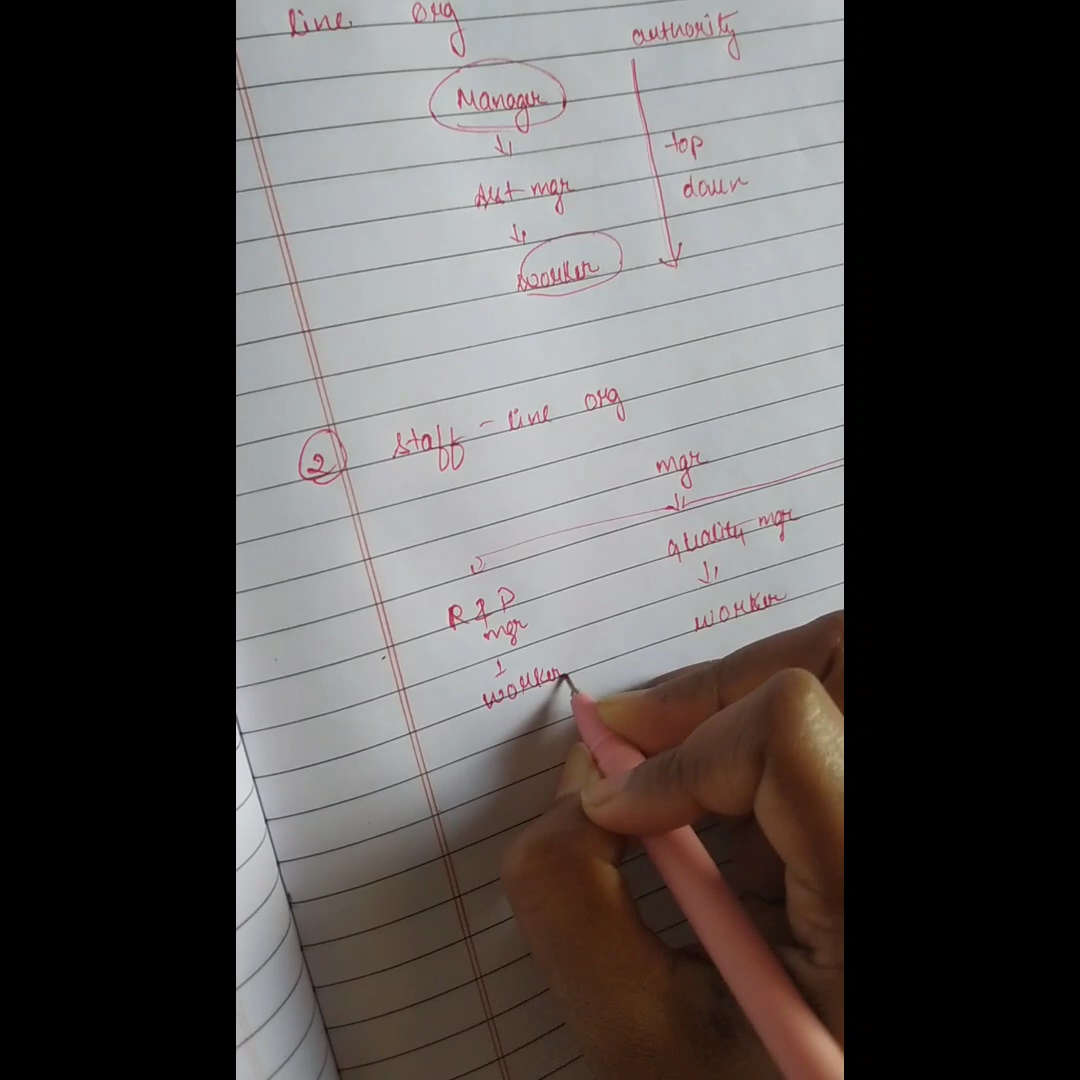 line org
authority
Manager
top
down
Asst mgr
worker
2 staff - line org
mgr
quality mgr
R & D
mgr
worker
worker